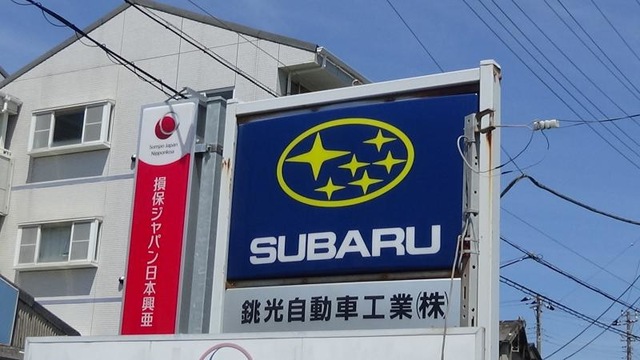 Sompo Japan
Nipponkoa
損保ジャパン日本興亜
SUBARU
銚光自動車工業㈱